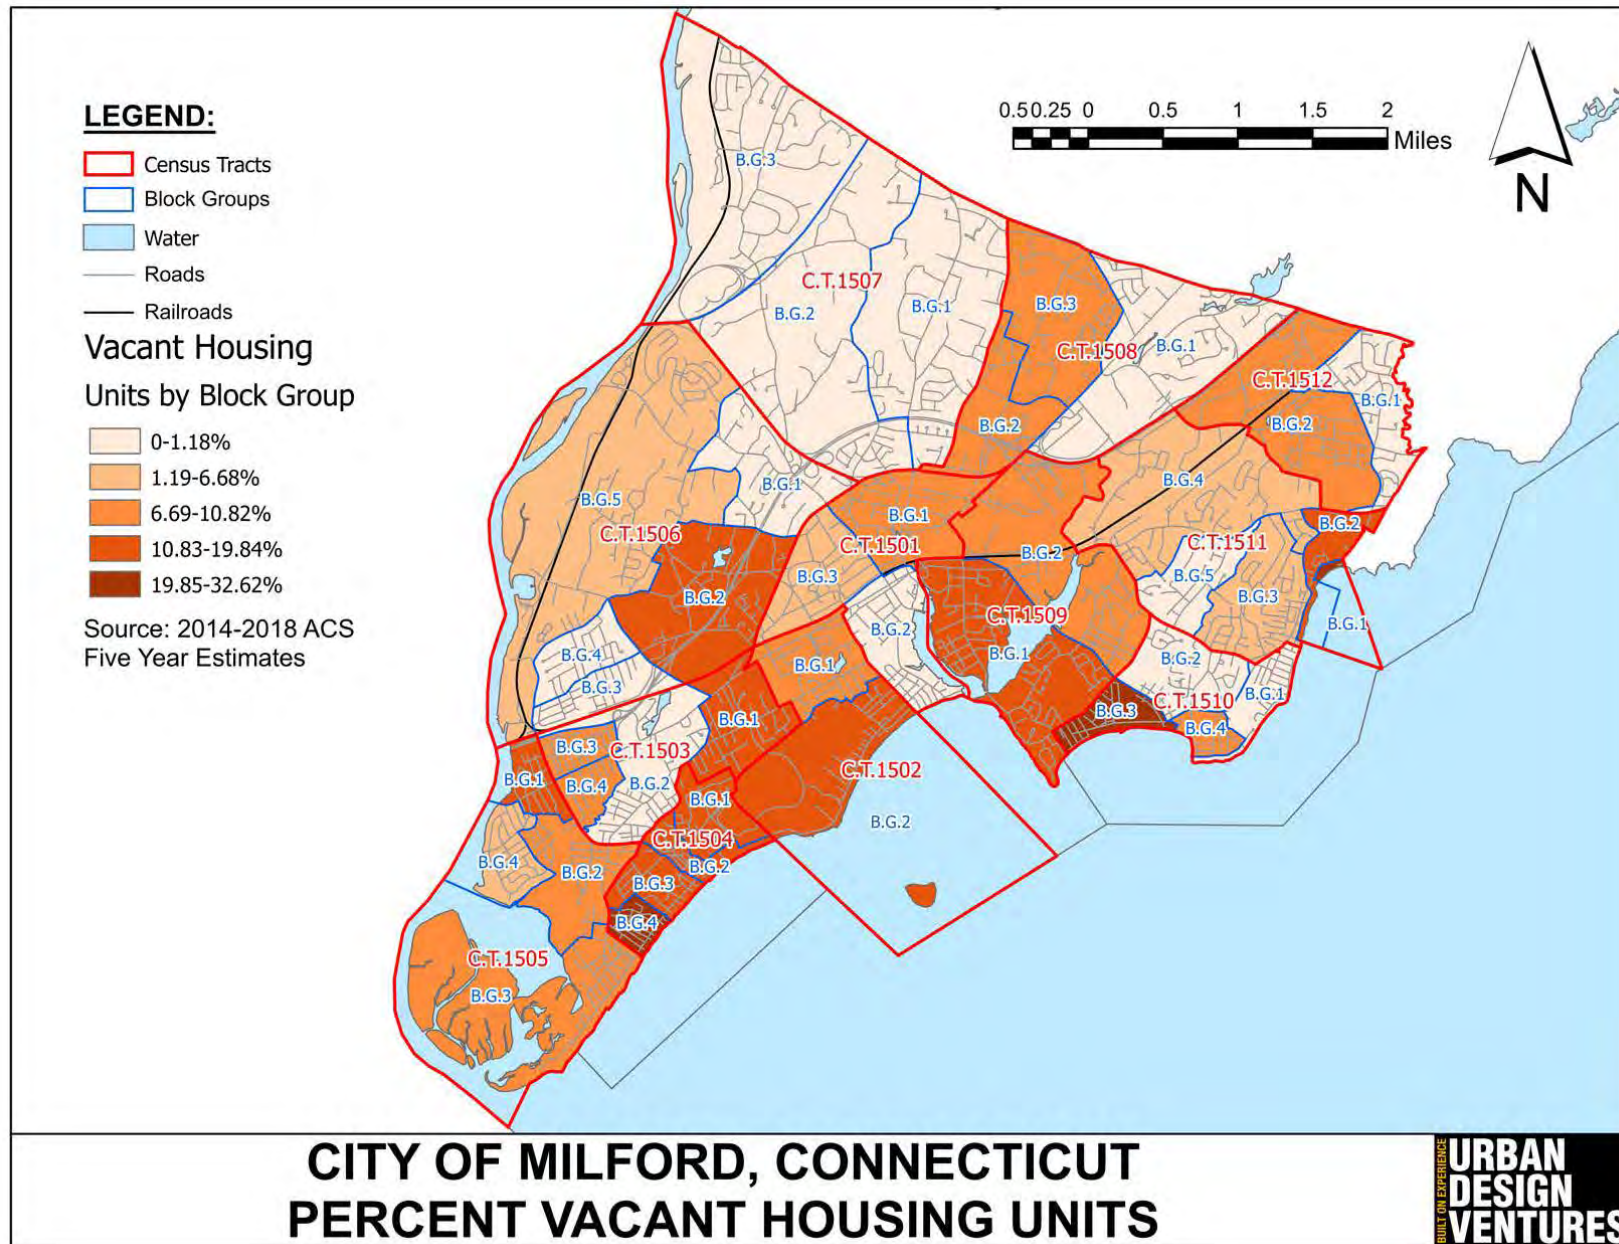 LEGEND:
Census Tracts
Block Groups
Water
Roads
Railroads
Vacant Housing
Units by Block Group
0-1.18%
1.19-6.68%
6.69-10.82%
10.83-19.84%
19.85-32.62%
Source: 2014-2018 ACS
Five Year Estimates
0.5 0.25 0 0.5 1 1.5 2
Miles
N
B.G.3
C.T.1507
B.G.2
B.G.1
B.G.3
C.T.1508
B.G.1
B.G.2
C.T.1512
B.G.1
B.G.2
B.G.5
C.T.1506
B.G.1
B.G.2
B.G.4
B.G.3
B.G.1
C.T.1501
B.G.3
B.G.2
B.G.4
C.T.1511
B.G.2
B.G.5
B.G.3
B.G.1
C.T.1509
B.G.1
B.G.2
B.G.1
B.G.2
C.T.1510
B.G.1
B.G.3
B.G.4
B.G.1
C.T.1503
B.G.3
B.G.4
B.G.2
C.T.1502
B.G.2
B.G.1
B.G.1
C.T.1504
B.G.2
B.G.3
B.G.4
B.G.4
B.G.2
C.T.1505
B.G.3
CITY OF MILFORD, CONNECTICUT
PERCENT VACANT HOUSING UNITS
BUILT ON EXPERIENCE
URBAN
DESIGN
VENTURES